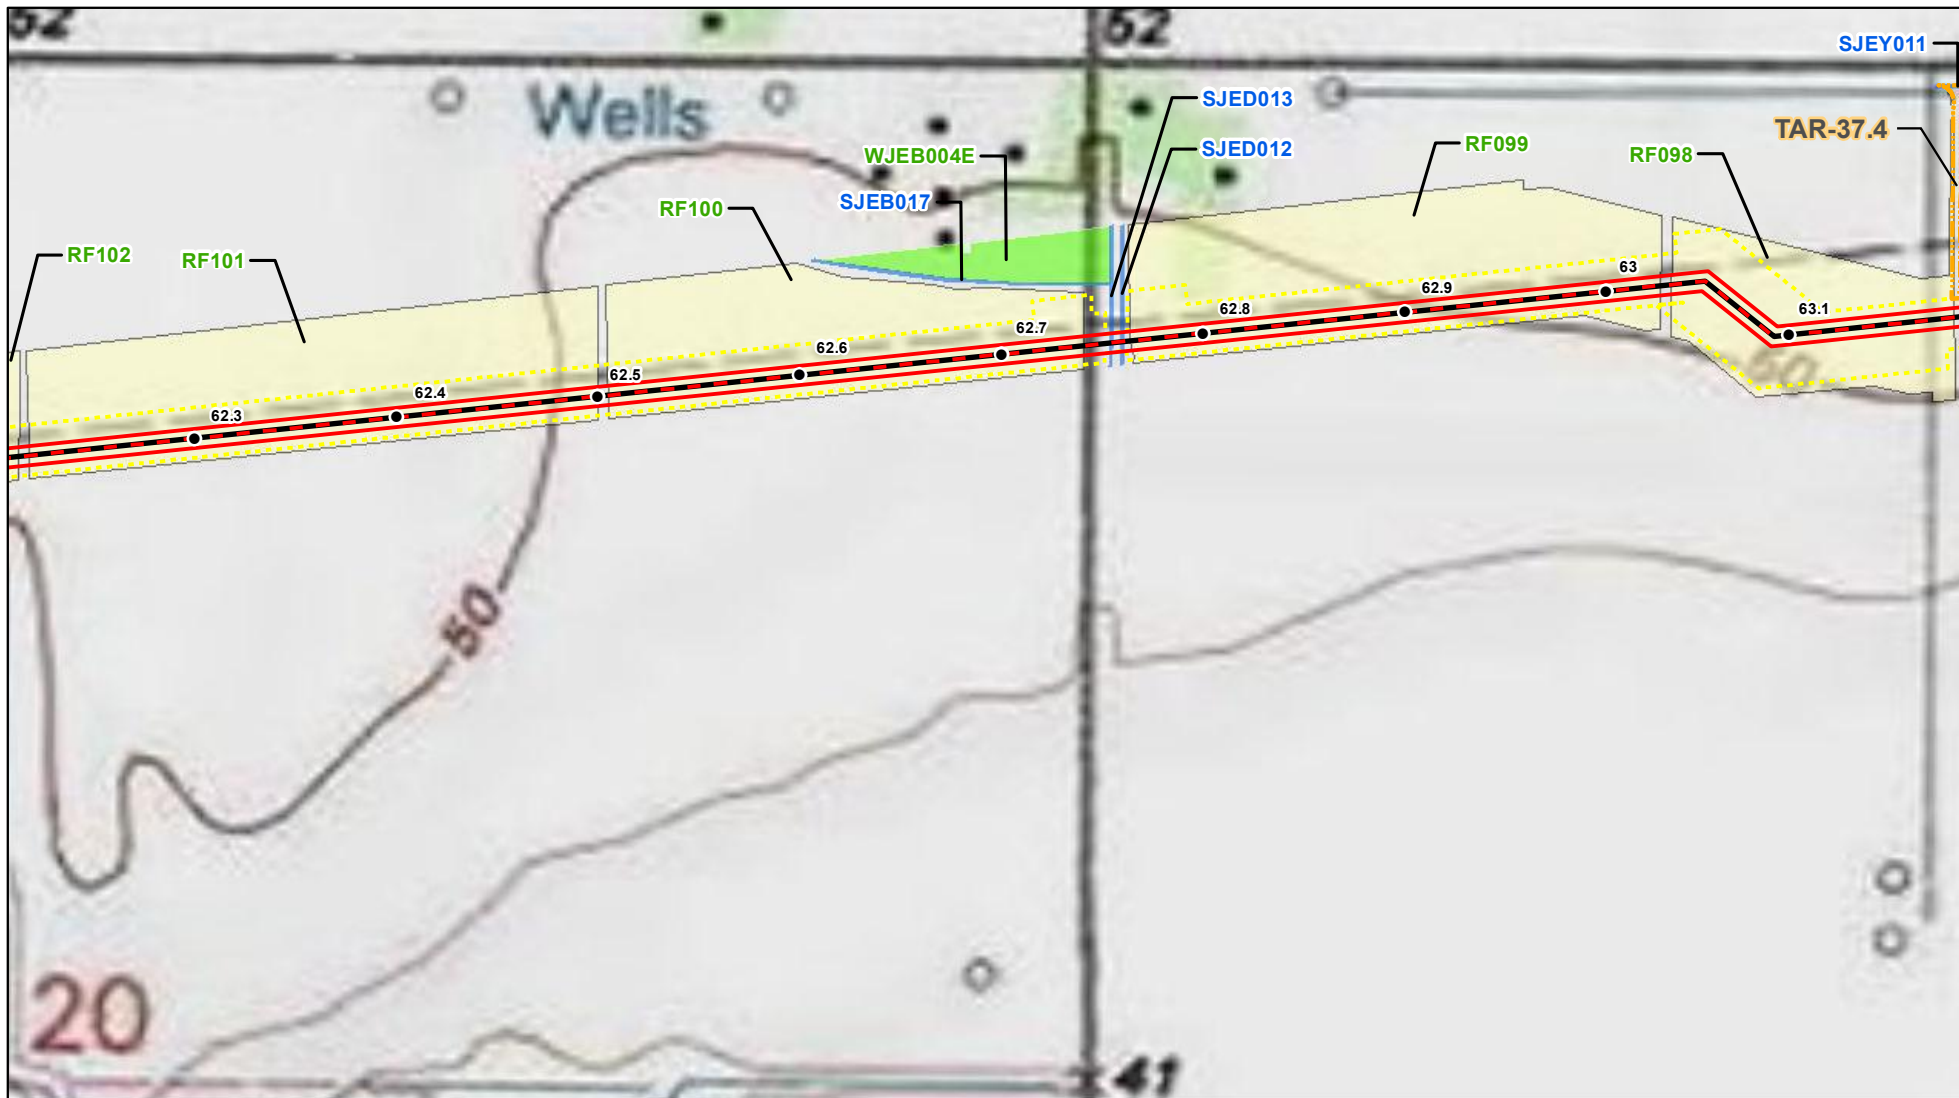 52
52
SJEY011
Wells
SJED013
TAR-37.4
WJEB004E
SJED012
RF099
RF098
SJEB017
RF100
RF102
RF101
63
62.9
62.8
63.1
62.7
62.6
62.5
62.4
62.3
50
50
20
41